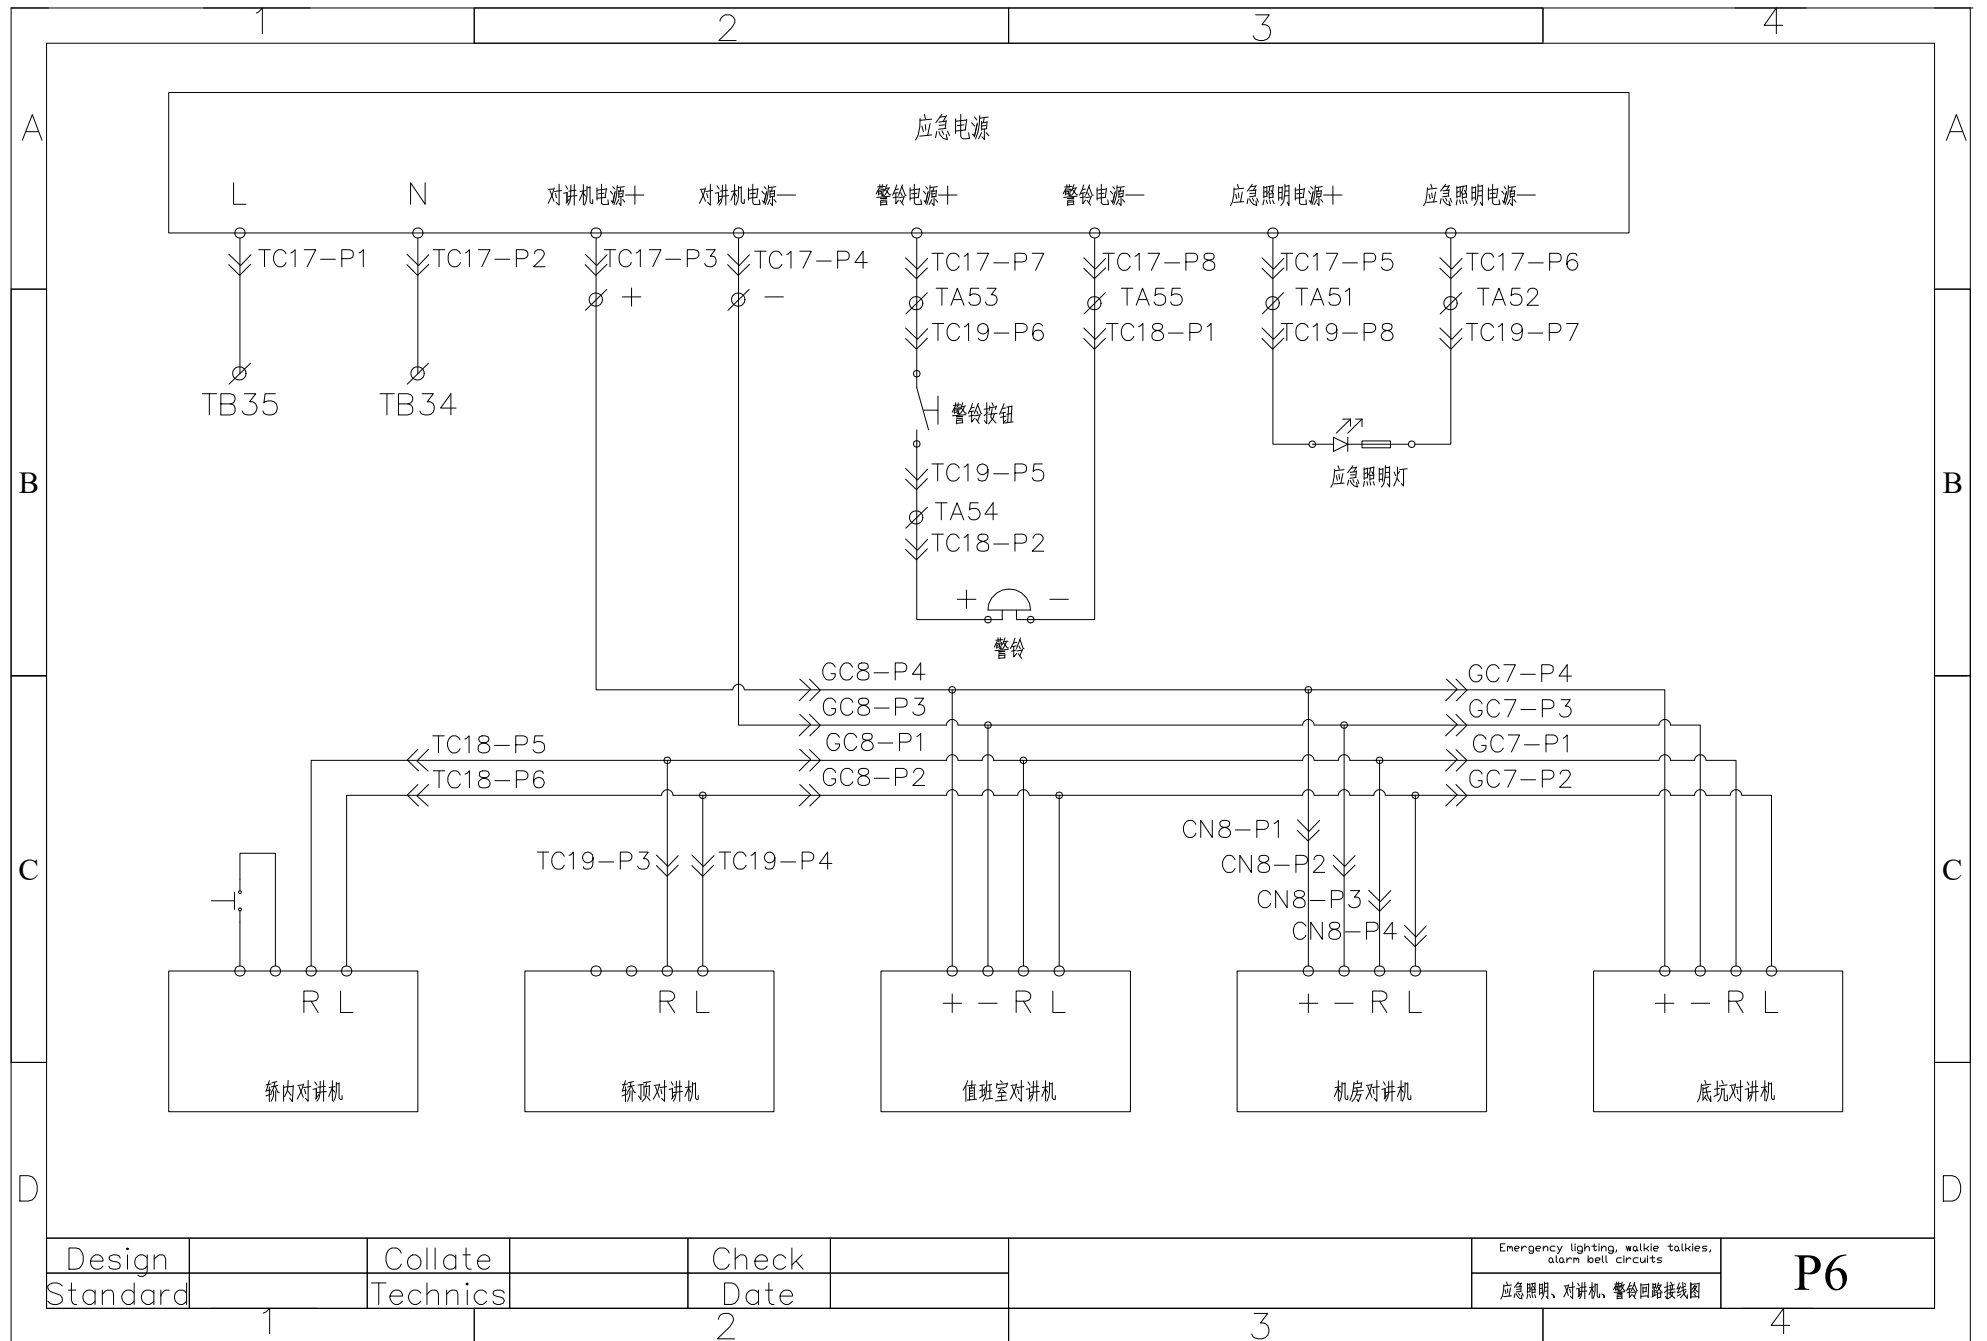 1 2 3 4
A A
应急电源
L N 对讲机电源+ 对讲机电源— 警铃电源+ 警铃电源— 应急照明电源+ 应急照明电源—
TC17-P1 TC17-P2 TC17-P3 TC17-P4 TC17-P7 TC17-P8 TC17-P5 TC17-P6
+ - TA53 TA55 TA51 TA52
TC19-P6 TC18-P1 TC19-P8 TC19-P7
TB35 TB34 警铃按钮
TC19-P5 应急照明灯
B B
TA54
TC18-P2
+ -
警铃
GC8-P4 GC7-P4
GC8-P3 GC7-P3
TC18-P5 GC8-P1 GC7-P1
TC18-P6 GC8-P2 GC7-P2
CN8-P1
TC19-P3 TC19-P4 CN8-P2
C C
CN8-P3
CN8-P4
R L R L + - R L + - R L + - R L
轿内对讲机 轿顶对讲机 值班室对讲机 机房对讲机 底坑对讲机
D D
Design Collate Check
Standard Technics Date
Emergency lighting, walkie talkies,
alarm bell circuits
应急照明、对讲机、警铃回路接线图
P6
1 2 3 4